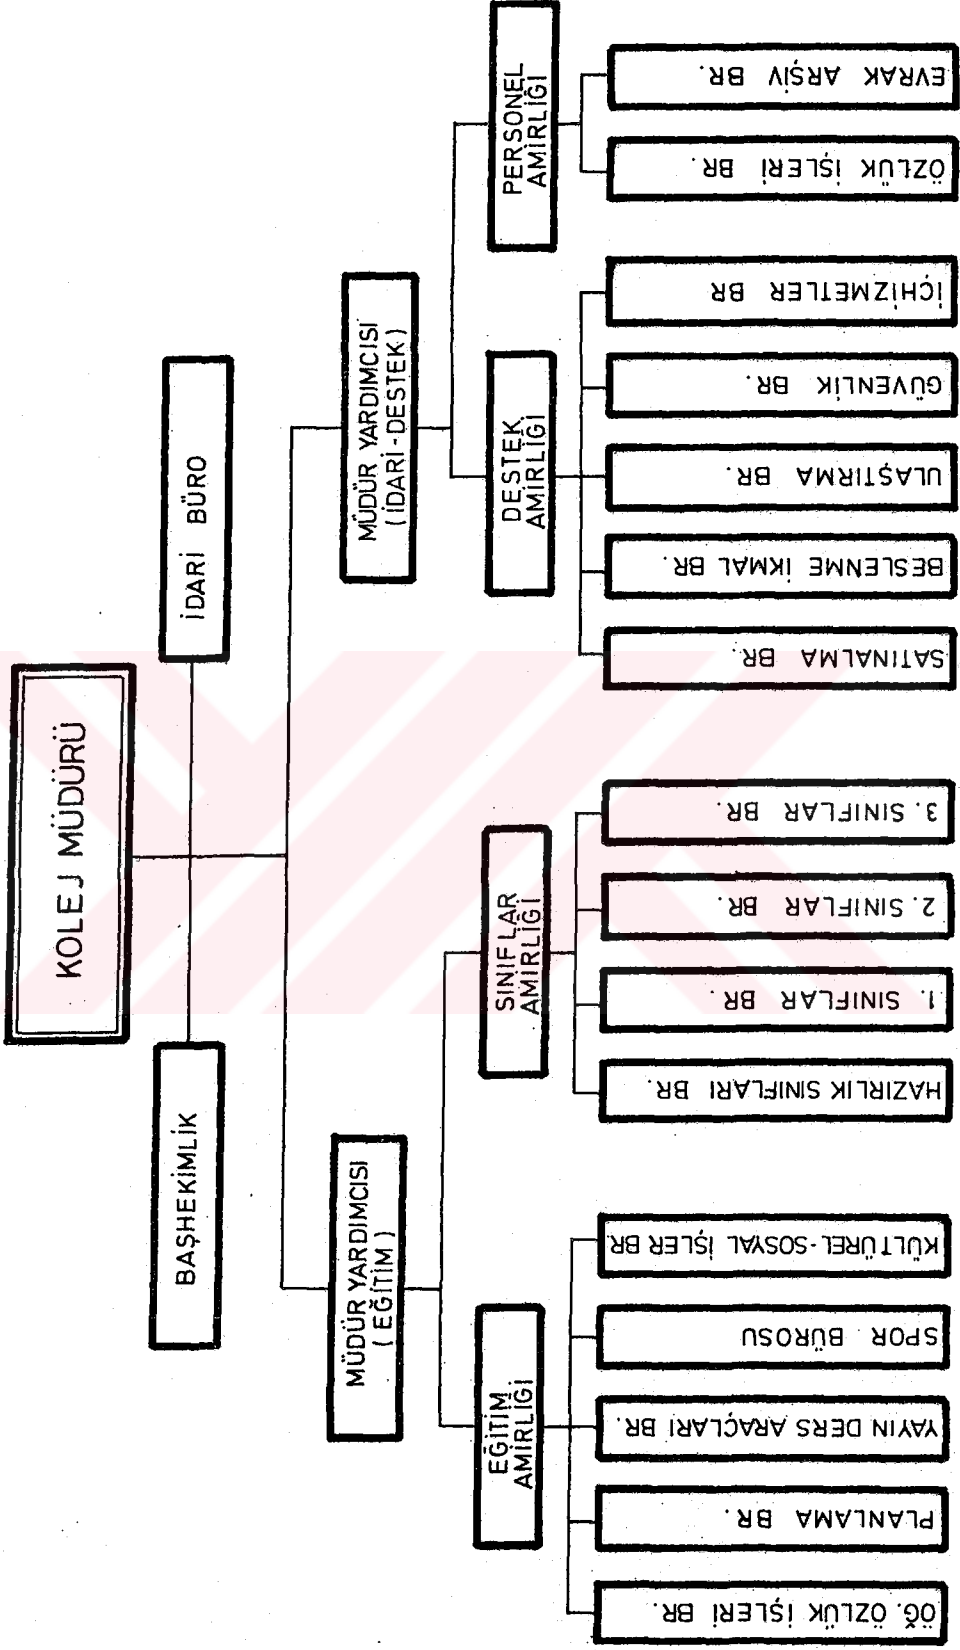 KOLEJ MÜDÜRÜ
BAŞHEKİMLİK
İDARİ BÜRO
MÜDÜR YARDIMCISI
(EĞİTİM)
MÜDÜR YARDIMCISI
(İDARİ-DESTEK)
EĞİTİM
AMİRLİĞİ
SINIFLAR
AMİRLİĞİ
DESTEK
AMİRLİĞİ
PERSONEL
AMİRLİĞİ
ÖĞ. ÖZLÜK İŞLERİ BR.
PLANLAMA BR.
YAYIN DERS ARAÇLARI BR.
SPOR BÜROSU
KÜLTÜREL-SOSYAL İŞLER BR.
HAZIRLIK SINIFLARI BR.
1. SINIFLAR BR.
2. SINIFLAR BR.
3. SINIFLAR BR.
SATINALMA BR.
BESLENME İKMAL BR.
ULAŞTIRMA BR.
GÜVENLİK BR.
İÇHİZMETLER BR
ÖZLÜK İŞLERİ BR.
EVRAK ARŞİV BR.